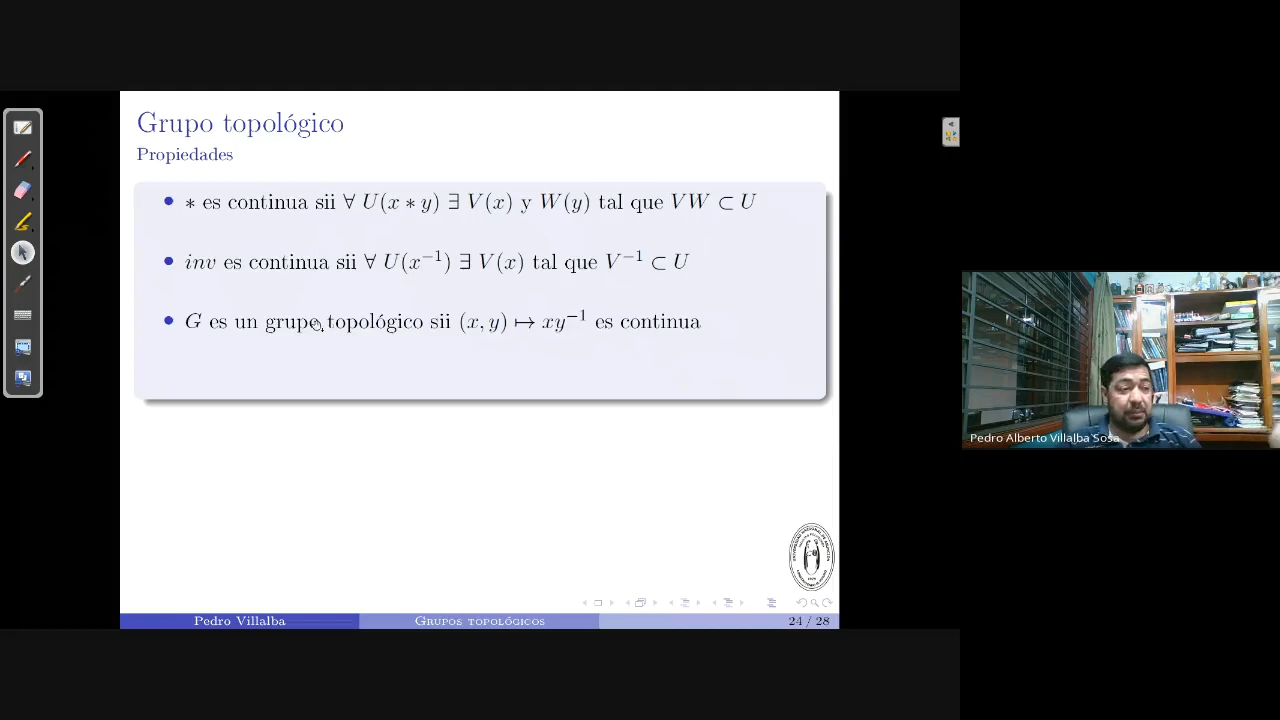 Grupo topológico
Propiedades
• ∗ es continua sii ∀ U(x ∗ y) ∃ V(x) y W(y) tal que VW ⊂ U
• inv es continua sii ∀ U(x⁻¹) ∃ V(x) tal que V⁻¹ ⊂ U
• G es un grupo topológico sii (x, y) ↦ xy⁻¹ es continua
Pedro Alberto Villalba Sosa
Pedro Villalba
Grupos topológicos
24 / 28